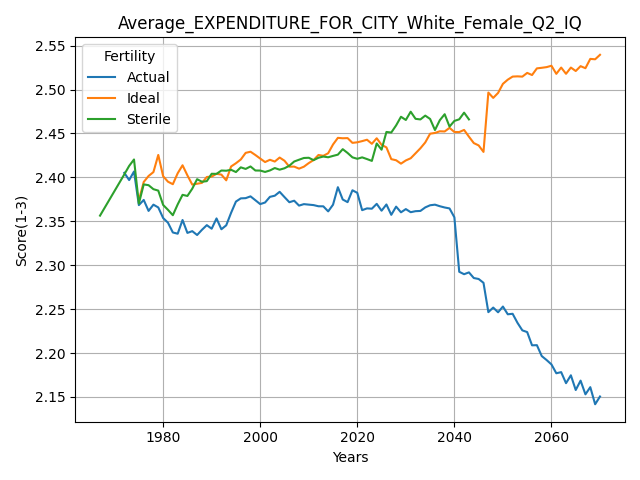 Average_EXPENDITURE_FOR_CITY_White_Female_Q2_IQ
Score(1-3)
2.55
2.50
2.45
2.40
2.35
2.30
2.25
2.20
2.15
Fertility
Actual
Ideal
Sterile
1980 2000 2020 2040 2060
Years